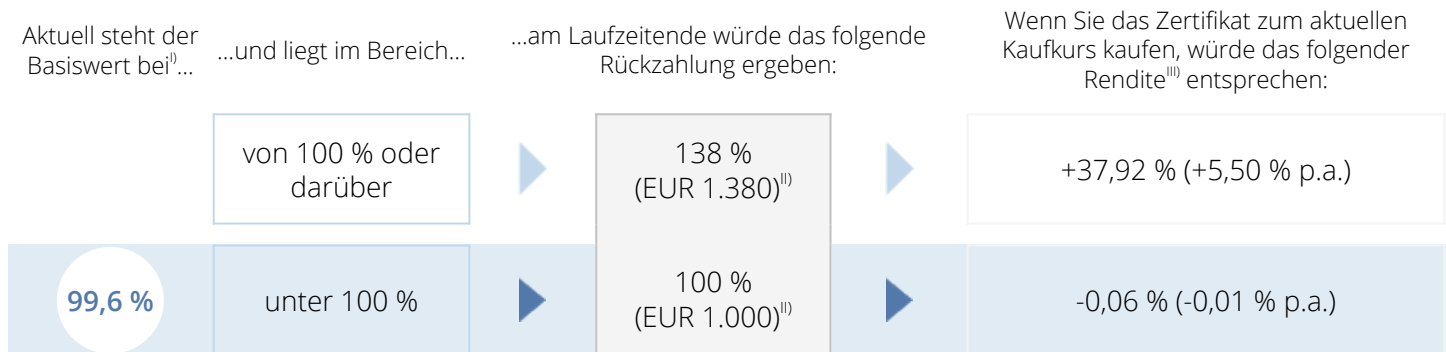 Aktuell steht der
Basiswert bei^I)...
...und liegt im Bereich...
...am Laufzeitende würde das folgende
Rückzahlung ergeben:
Wenn Sie das Zertifikat zum aktuellen
Kaufkurs kaufen, würde das folgender
Rendite^III) entsprechen:
von 100 % oder
darüber
138 %
(EUR 1.380)^II)
+37,92 % (+5,50 % p.a.)
99,6 %
unter 100 %
100 %
(EUR 1.000)^II)
-0,06 % (-0,01 % p.a.)